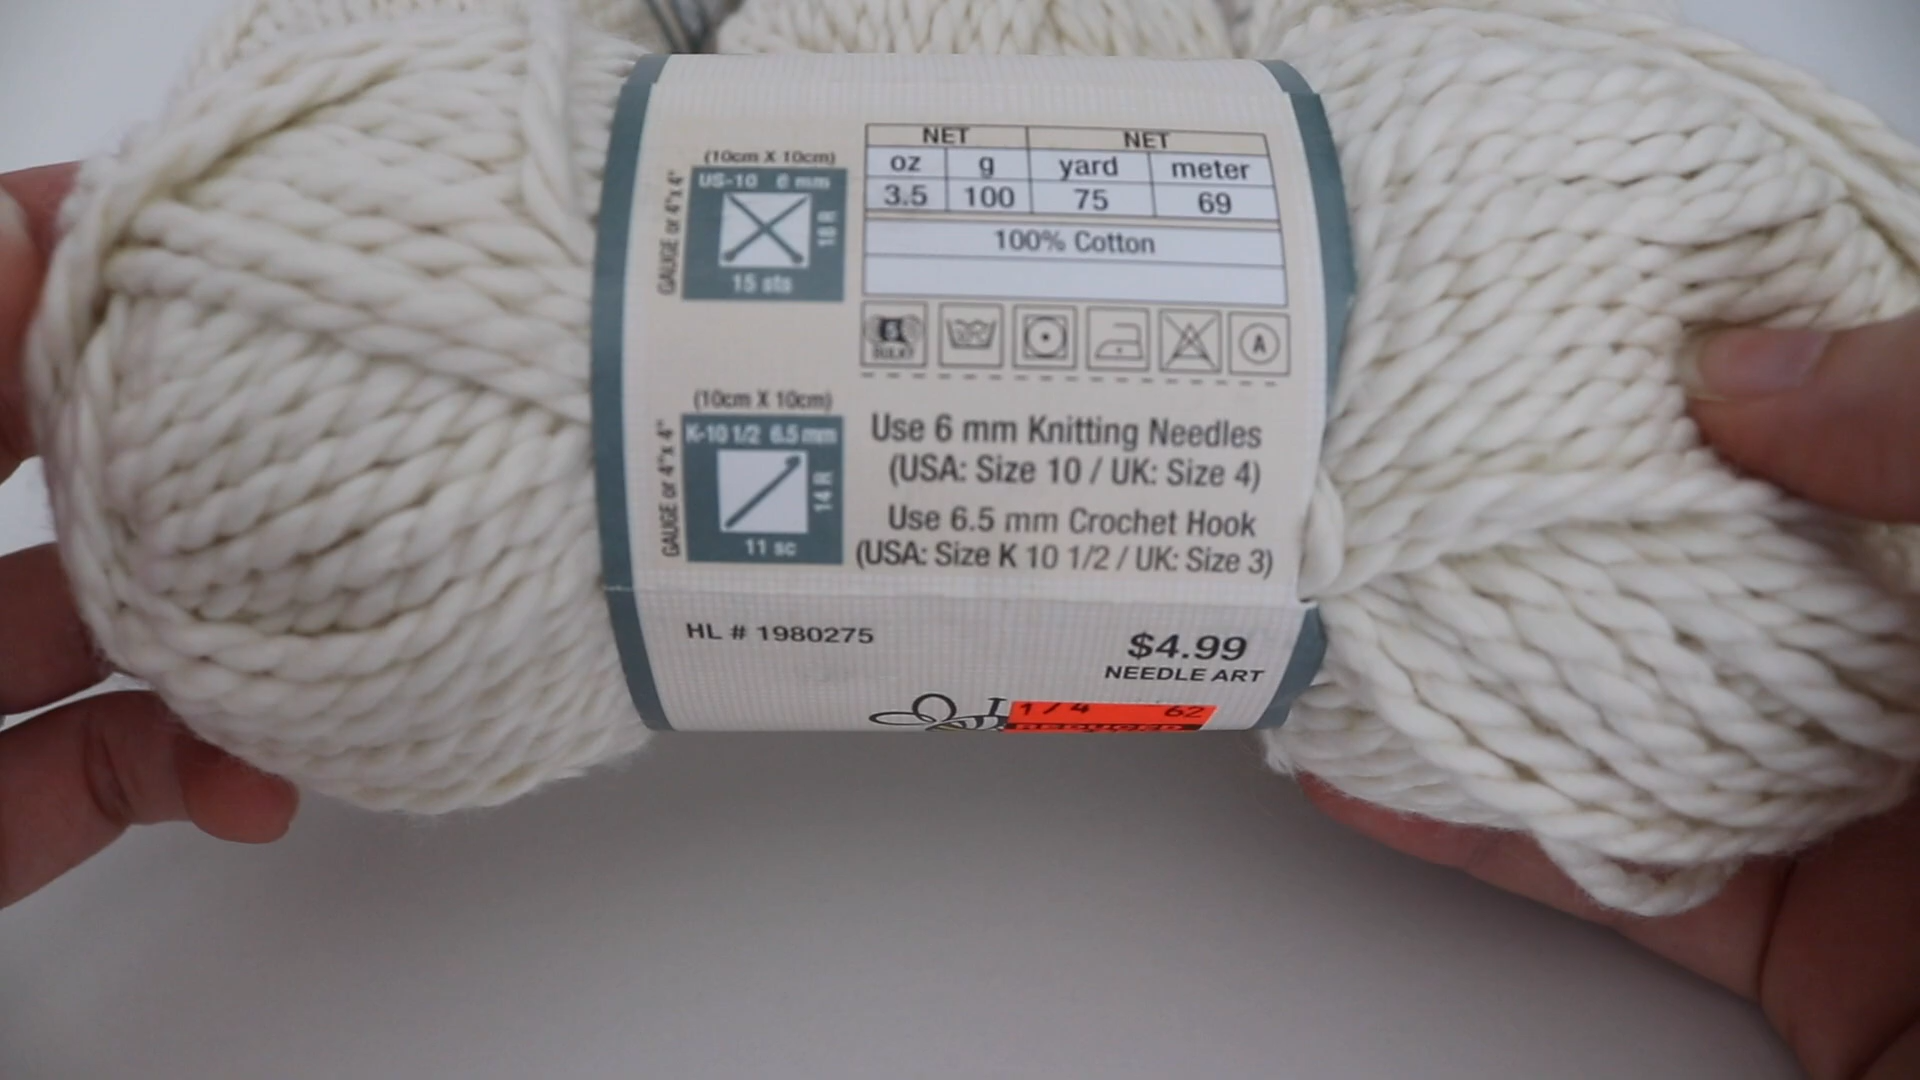 (10cm X 10cm)
US-10 6 mm
GAUGE or 4"x 4"
18 R
15 sts
NET NET
oz g yard meter
3.5 100 75 69
100% Cotton
BULKY
A
(10cm X 10cm)
K-10 1/2 6.5 mm
GAUGE or 4"x 4"
14 R
11 sc
Use 6 mm Knitting Needles
(USA: Size 10 / UK: Size 4)
Use 6.5 mm Crochet Hook
(USA: Size K 10 1/2 / UK: Size 3)
HL # 1980275
$4.99
NEEDLE ART
1/4 62